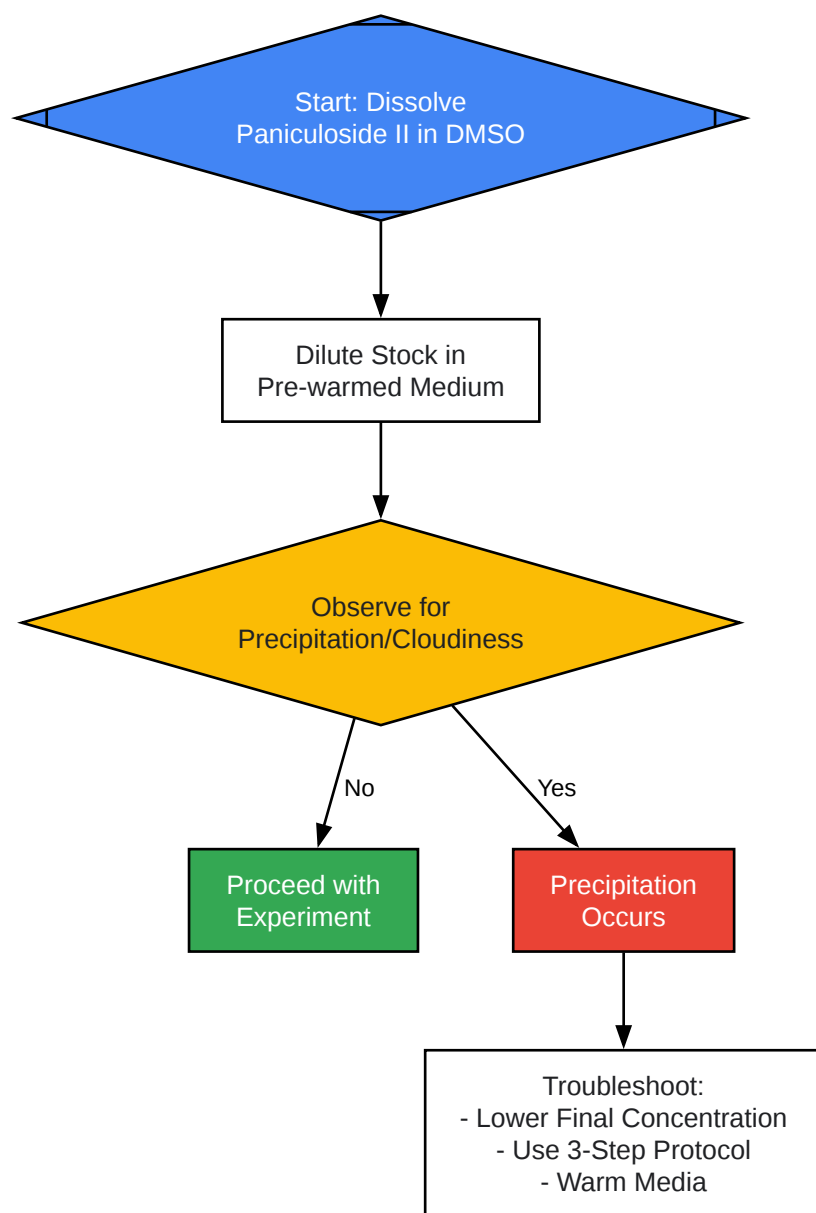 Start: Dissolve
Paniculoside II in DMSO
Dilute Stock in
Pre-warmed Medium
Observe for
Precipitation/Cloudiness
No
Yes
Proceed with
Experiment
Precipitation
Occurs
Troubleshoot:
- Lower Final Concentration
- Use 3-Step Protocol
- Warm Media